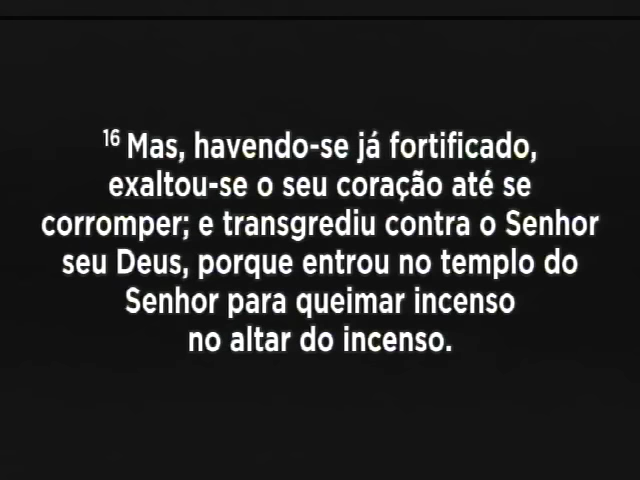 16 Mas, havendo-se já fortificado,
exaltou-se o seu coração até se
corromper; e transgrediu contra o Senhor
seu Deus, porque entrou no templo do
Senhor para queimar incenso
no altar do incenso.